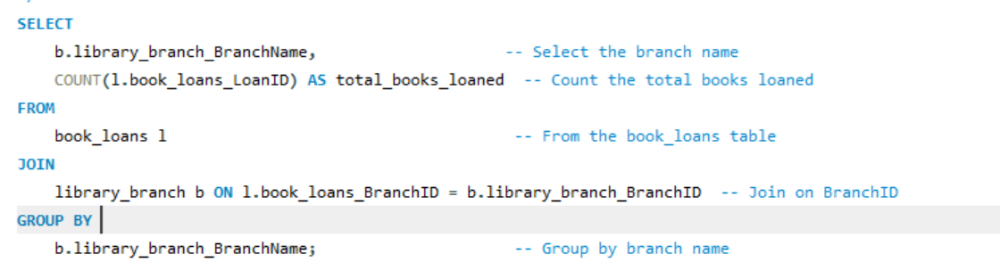 SELECT
b.library_branch_BranchName, -- Select the branch name
COUNT(l.book_loans_LoanID) AS total_books_loaned -- Count the total books loaned
FROM
book_loans l -- From the book_loans table
JOIN
library_branch b ON l.book_loans_BranchID = b.library_branch_BranchID -- Join on BranchID
GROUP BY
b.library_branch_BranchName; -- Group by branch name